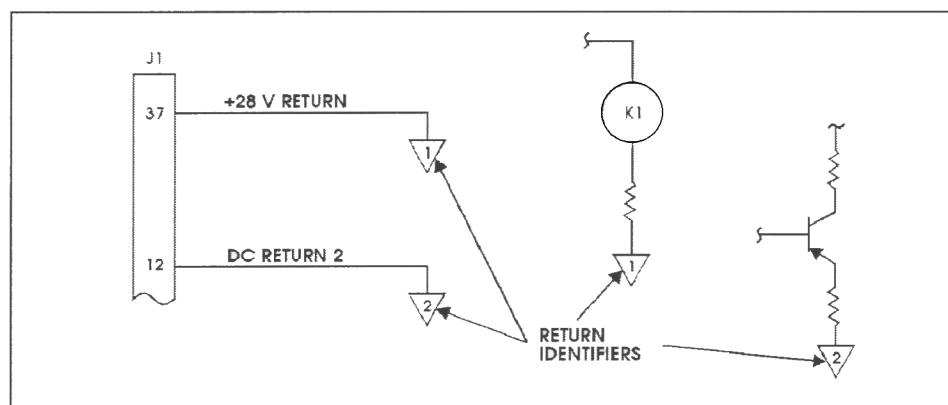 J1
37
+28 V RETURN
1
12
DC RETURN 2
2
K1
1
2
RETURN
IDENTIFIERS